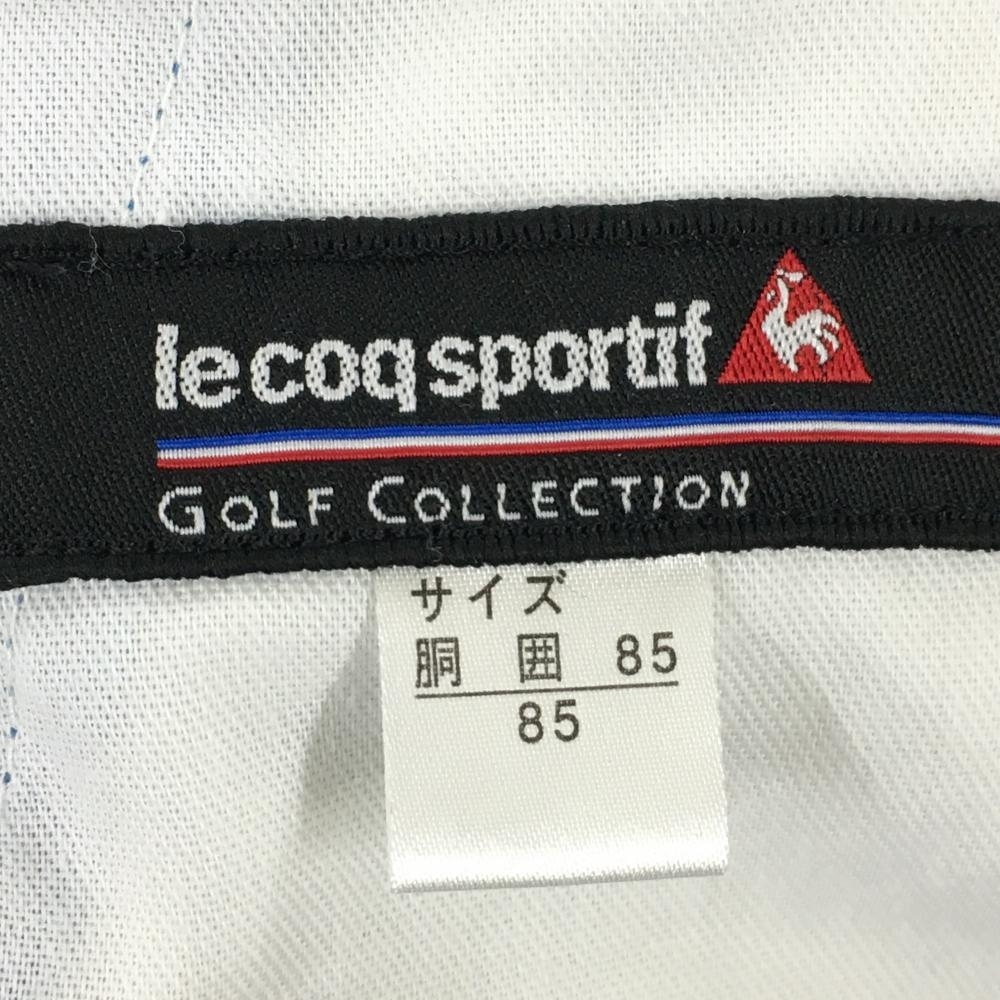 le coq sportif
GOLF COLLECTION
サイズ
胴囲 85
85